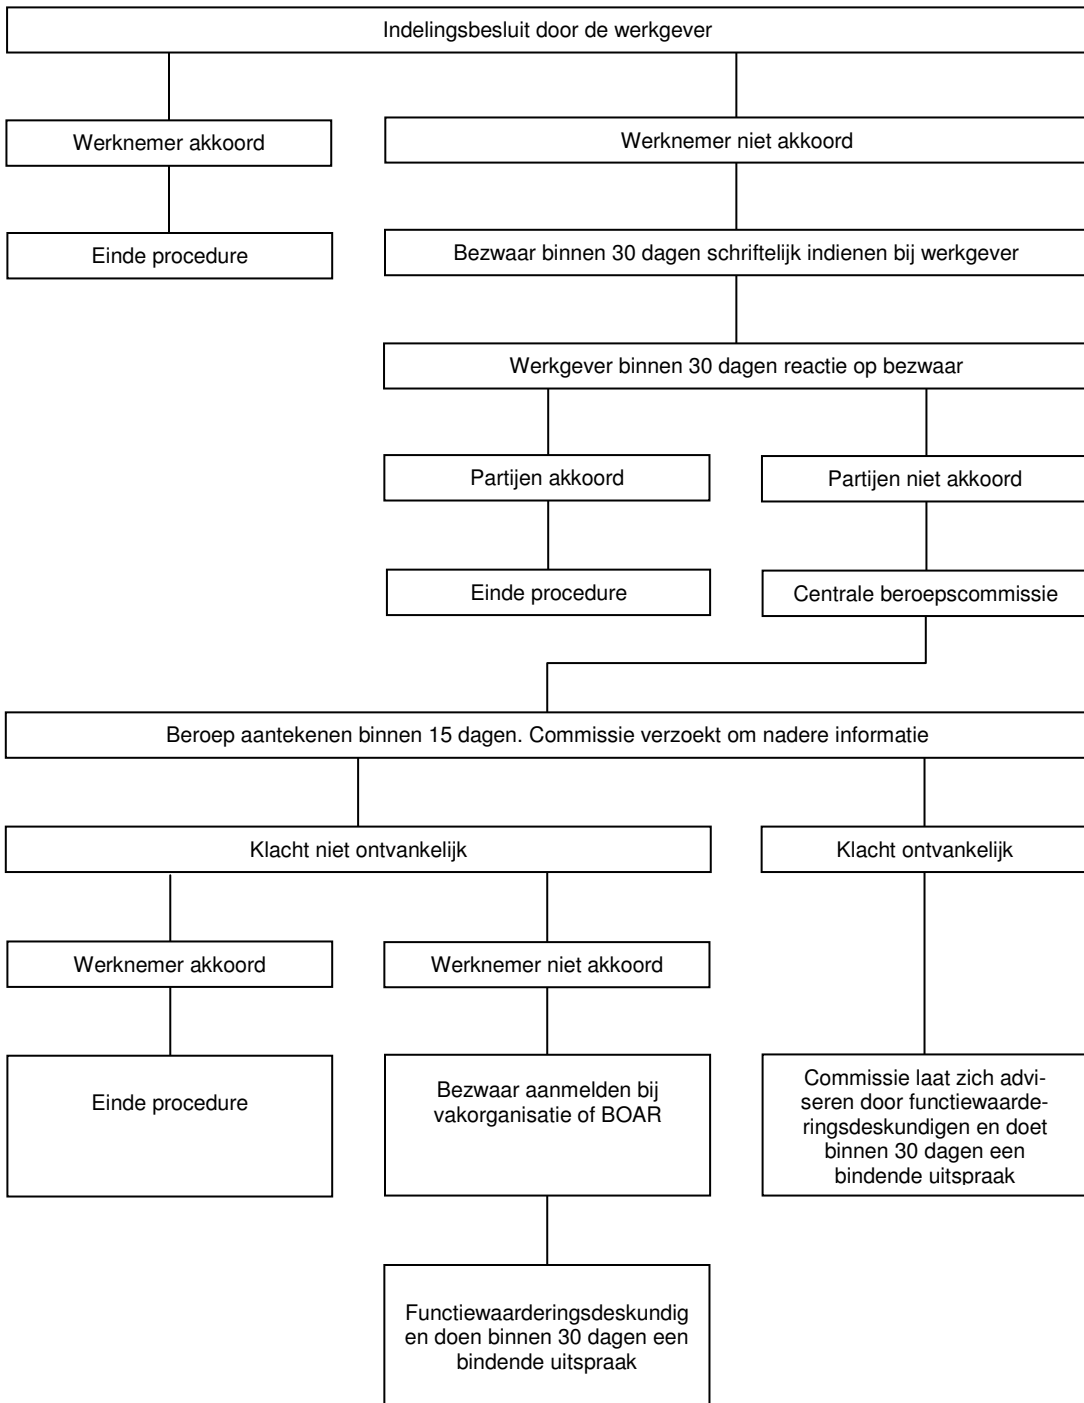 Indelingsbesluit door de werkgever
Werknemer akkoord
Werknemer niet akkoord
Einde procedure
Bezwaar binnen 30 dagen schriftelijk indienen bij werkgever
Werkgever binnen 30 dagen reactie op bezwaar
Partijen akkoord
Partijen niet akkoord
Einde procedure
Centrale beroepscommissie
Beroep aantekenen binnen 15 dagen. Commissie verzoekt om nadere informatie
Klacht niet ontvankelijk
Klacht ontvankelijk
Werknemer akkoord
Werknemer niet akkoord
Einde procedure
Bezwaar aanmelden bij
vakorganisatie of BOAR
Commissie laat zich advi-
seren door functiewaarde-
ringsdeskundigen en doet
binnen 30 dagen een
bindende uitspraak
Functiewaarderingsdeskundig
en doen binnen 30 dagen een
bindende uitspraak